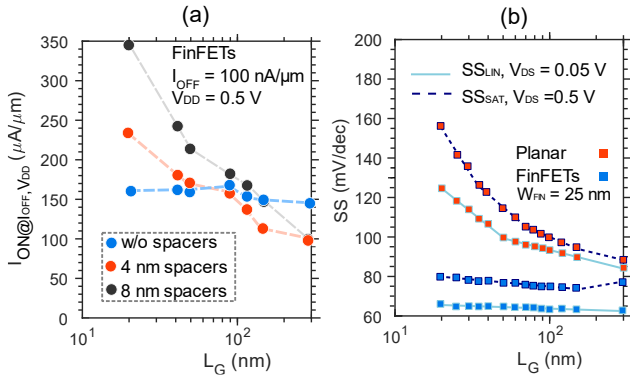 (a)
(b)
FinFETs
I_OFF = 100 nA/μm
V_DD = 0.5 V
I_ON@I_OFF,V_DD (μA/μm)
350
300
250
200
150
100
50
0
w/o spacers
4 nm spacers
8 nm spacers
10^1
10^2
L_G (nm)
SS (mV/dec)
200
180
160
140
120
100
80
60
SS_LIN, V_DS = 0.05 V
SS_SAT, V_DS =0.5 V
Planar
FinFETs
W_FIN = 25 nm
10^1
10^2
L_G (nm)